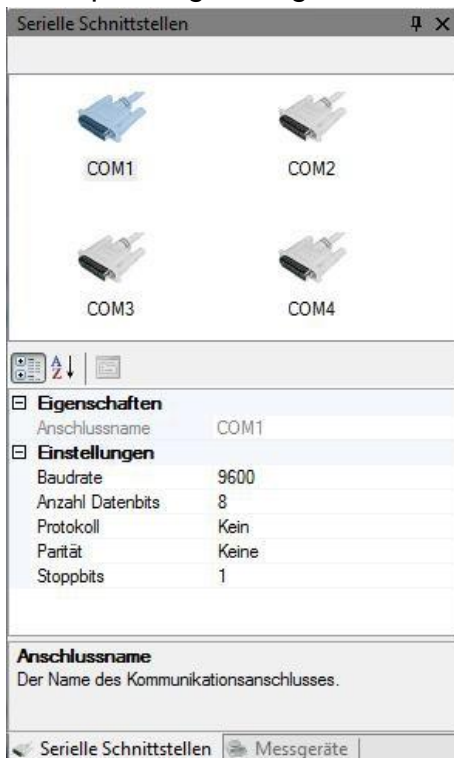 Serielle Schnittstellen
COM1
COM2
COM3
COM4
Eigenschaften
Anschlussname COM1
Einstellungen
Baudrate 9600
Anzahl Datenbits 8
Protokoll Kein
Parität Keine
Stoppbits 1
Anschlussname
Der Name des Kommunikationsanschlusses.
Serielle Schnittstellen Messgeräte